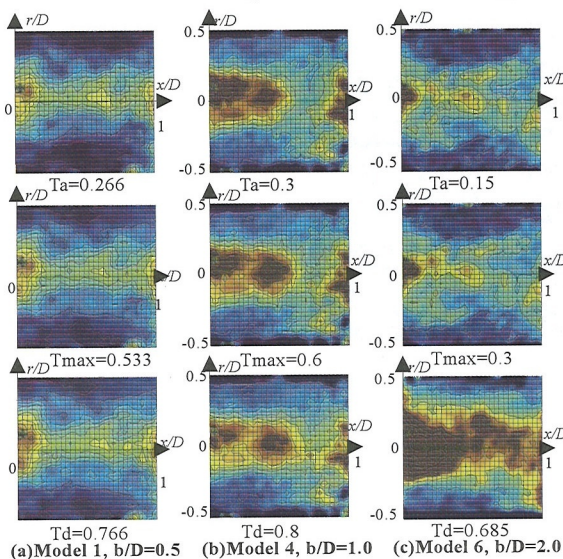 r/D r/D 0.5 r/D 0.5
x/D x/D x/D
0 0 0
1 1 1
-0.5 -0.5
Ta=0.266 Ta=0.3 Ta=0.15
r/D 0.5 r/D 0.5 r/D
x/D x/D x/D
0 0 0
1 1 1
-0.5 -0.5
Tmax=0.533 Tmax=0.6 Tmax=0.3
r/D 0.5 r/D 0.5 r/D
x/D x/D x/D
0 0 0
1 1 1
-0.5 -0.5
Td=0.766 Td=0.8 Td=0.685
(a)Model 1, b/D=0.5 (b)Model 4, b/D=1.0 (c)Model 6, b/D=2.0